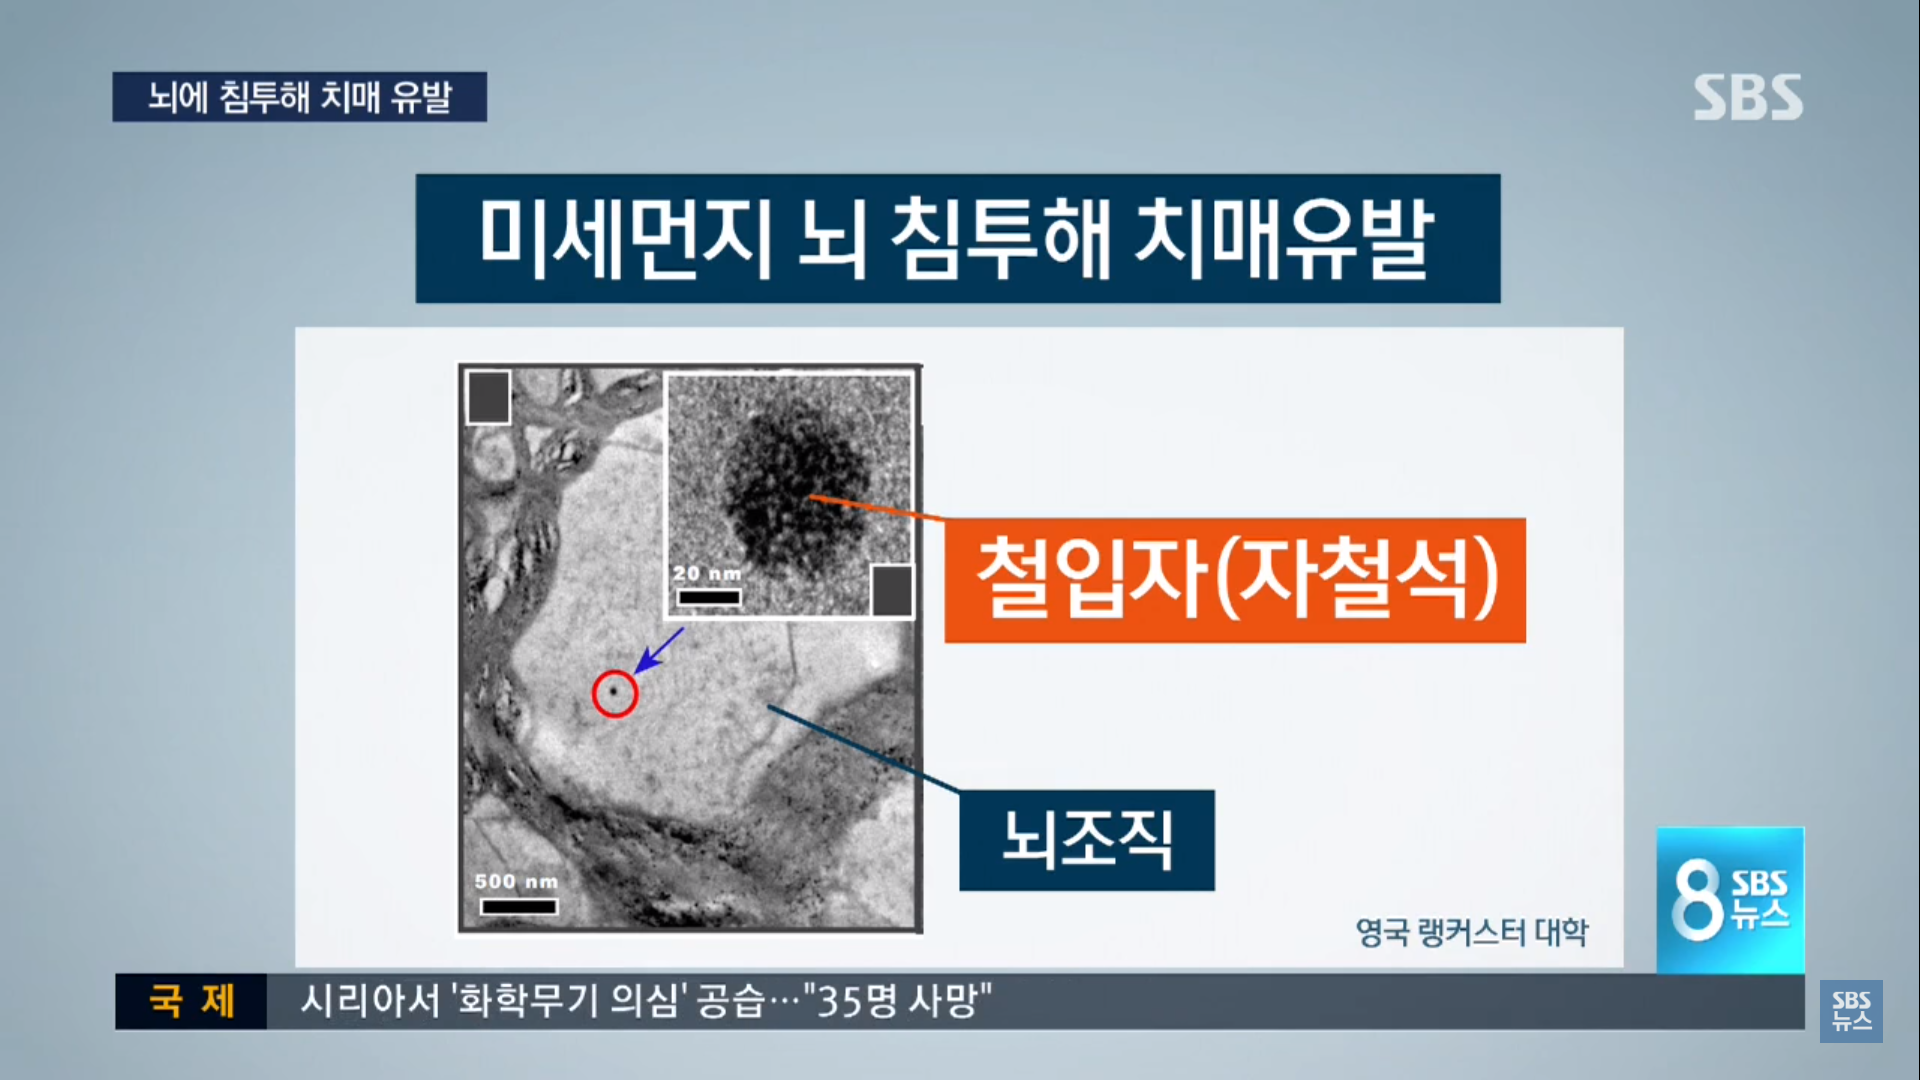 뇌에 침투해 치매 유발
SBS
미세먼지 뇌 침투해 치매유발
20 nm
철입자(자철석)
뇌조직
500 nm
영국 랭커스터 대학
8 SBS
뉴스
국 제
시리아서 '화학무기 의심' 공습…"35명 사망"
SBS
뉴스